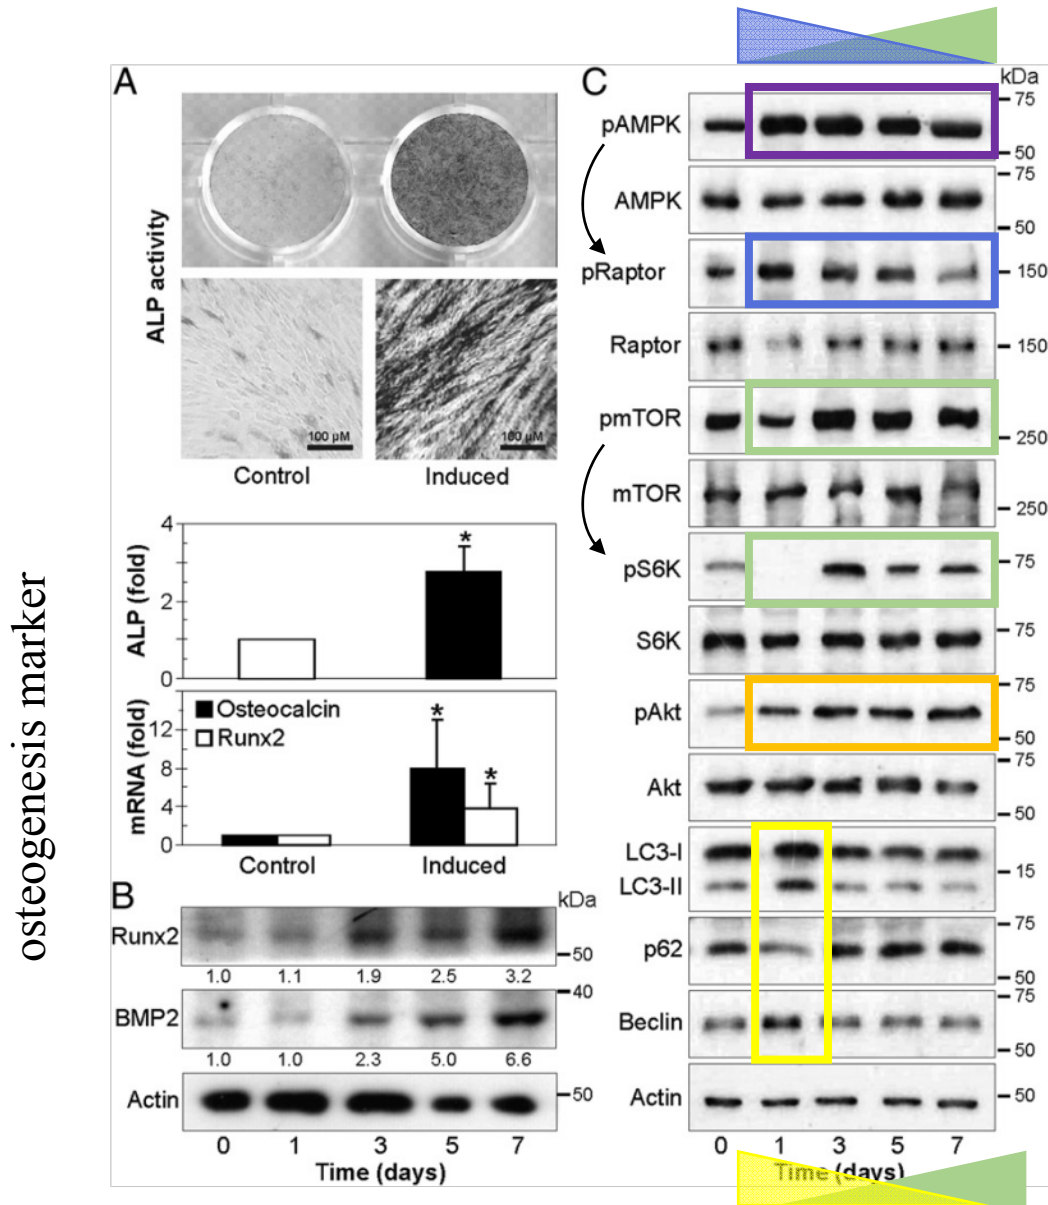 osteogenesis marker
A
ALP activity
100 µM
100 µM
Control
Induced
ALP (fold)
4
2
0
*
mRNA (fold)
12
8
4
0
Osteocalcin
Runx2
*
*
Control
Induced
B
kDa
Runx2
50
1.0 1.1 1.9 2.5 3.2
40
BMP2
1.0 1.0 2.3 5.0 6.6
Actin
50
0 1 3 5 7
Time (days)
C
kDa
75
pAMPK
50
75
AMPK
50
pRaptor
150
Raptor
150
pmTOR
250
mTOR
250
pS6K
75
S6K
75
75
pAkt
50
75
Akt
50
LC3-I
15
LC3-II
75
p62
50
75
Beclin
50
Actin
50
0 1 3 5 7
Time (days)